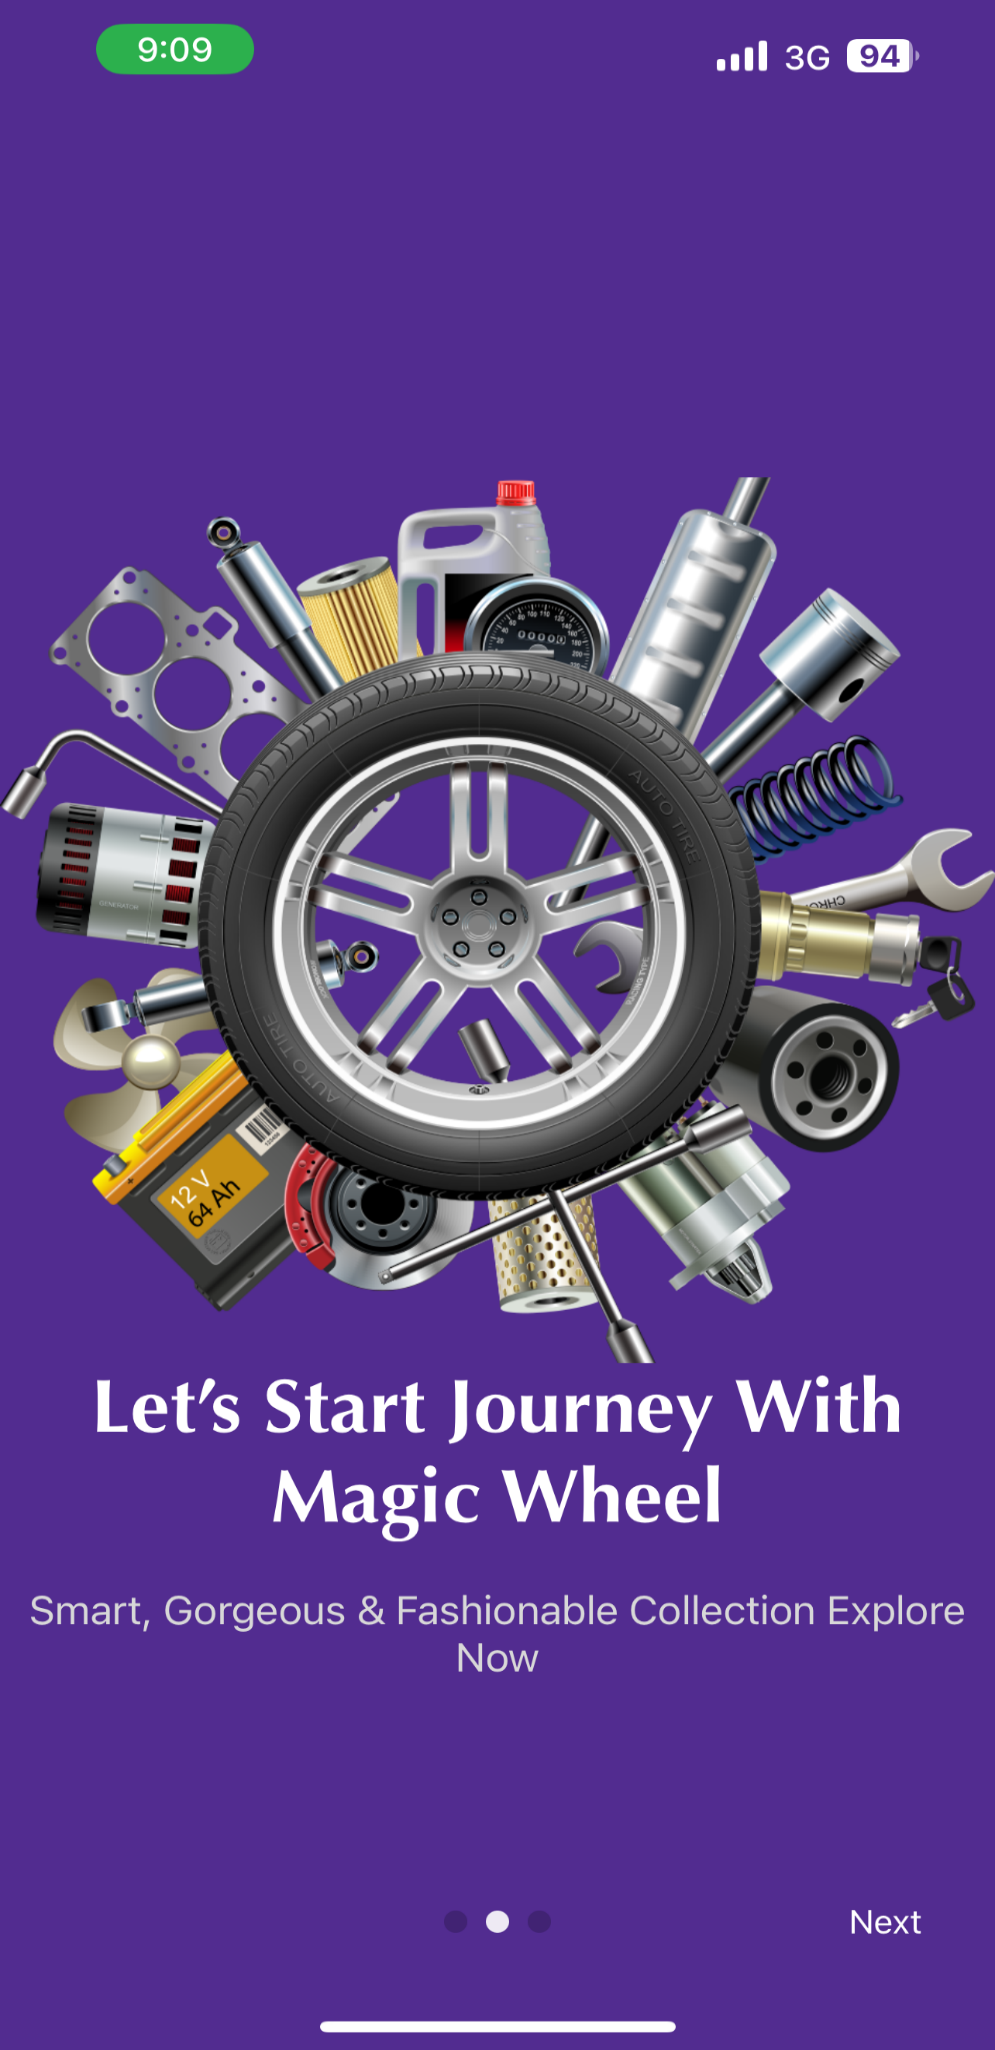 9:09
3G 94
AUTO TIRE
GENERATOR
AUTO TIRE
12 V
64 Ah
Let’s Start Journey With
Magic Wheel
Smart, Gorgeous & Fashionable Collection Explore
Now
Next